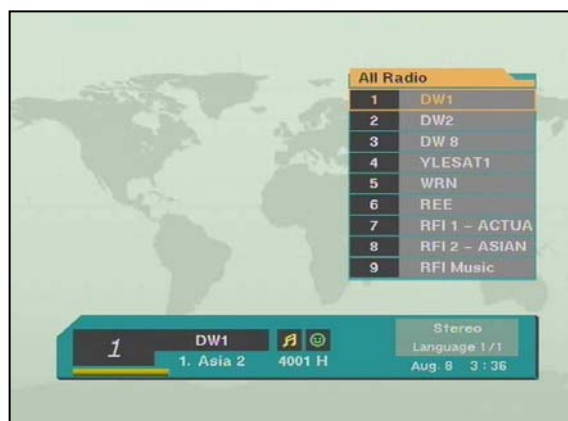 All Radio
1 DW1
2 DW2
3 DW 8
4 YLESAT1
5 WRN
6 REE
7 RFI 1 – ACTUA
8 RFI 2 – ASIAN
9 RFI Music
1 DW1
1. Asia 2 4001 H
Stereo
Language 1/1
Aug. 8 3 : 36